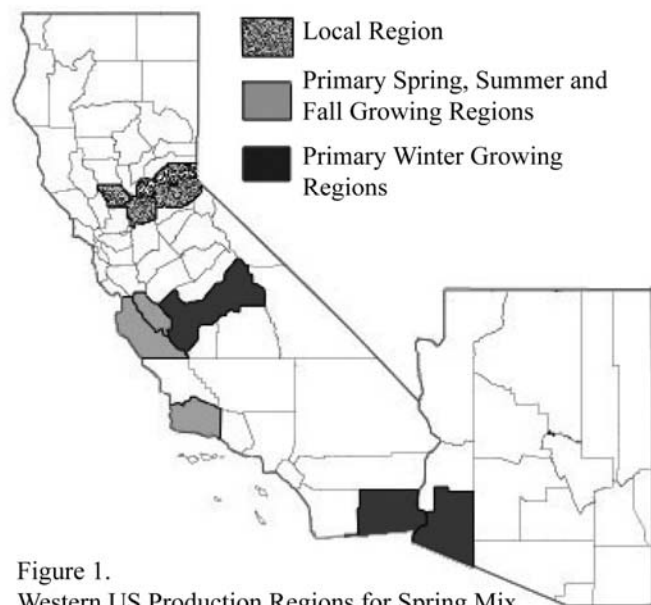 Local Region
Primary Spring, Summer and
Fall Growing Regions
Primary Winter Growing
Regions
Figure 1.
Western US Production Regions for Spring Mix